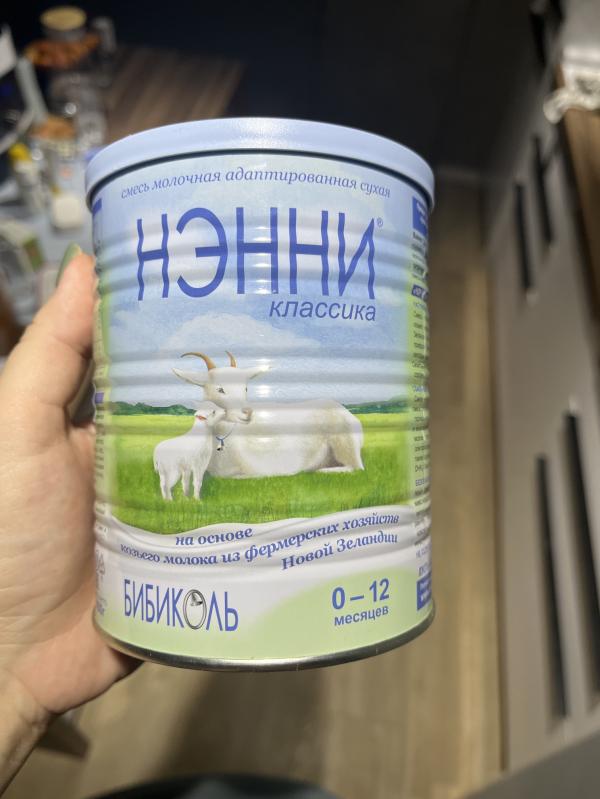 смесь молочная адаптированная сухая
НЭННИ®
классика
на основе
козьего молока из фермерских хозяйств
Новой Зеландии
БИБИКОЛЬ
0–12
месяцев